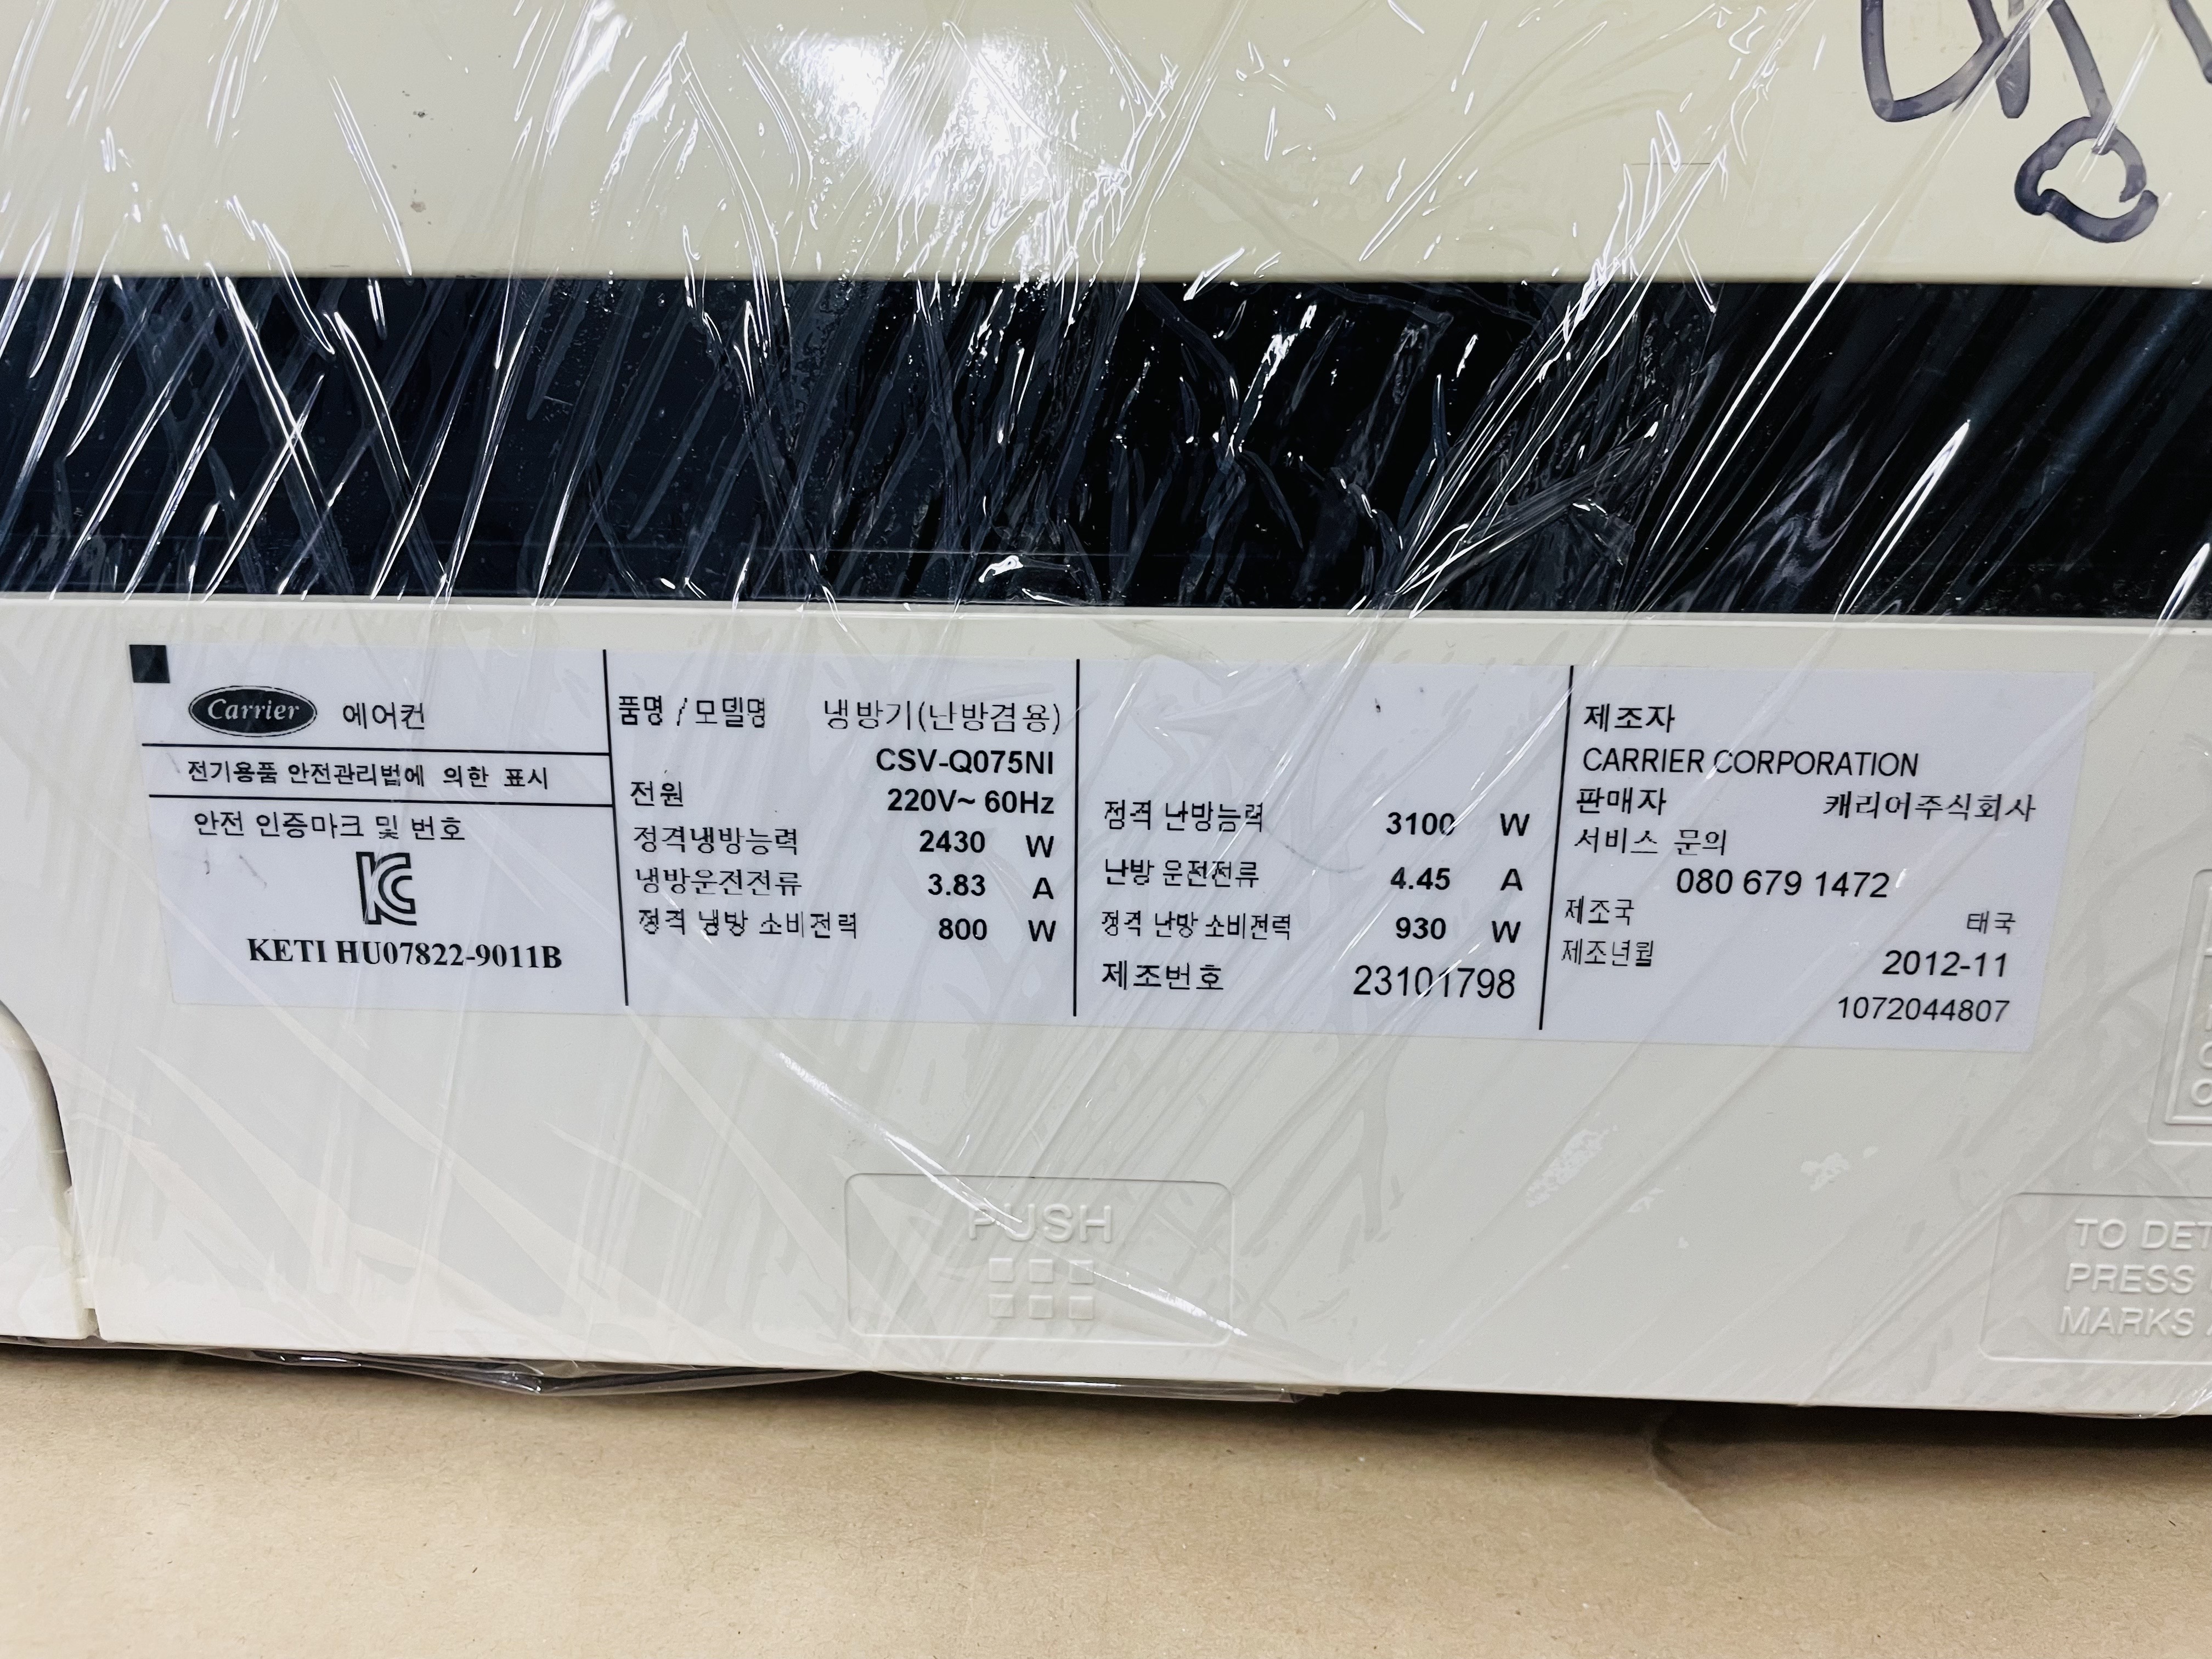 Carrier 에어컨
전기용품 안전관리법에 의한 표시
안전 인증마크 및 번호
KETI HU07822-9011B
품명 / 모델명 냉방기(난방겸용)
CSV-Q075NI
전원 220V~ 60Hz
정격냉방능력 2430 W
냉방운전전류 3.83 A
정격 냉방 소비전력 800 W
정격 난방능력 3100 W
난방 운전전류 4.45 A
정격 난방 소비전력 930 W
제조번호 23101798
제조자
CARRIER CORPORATION
판매자 캐리어주식회사
서비스 문의
080 679 1472
제조국 태국
제조년월 2012-11
1072044807
PUSH
TO
PRESS
MARKS